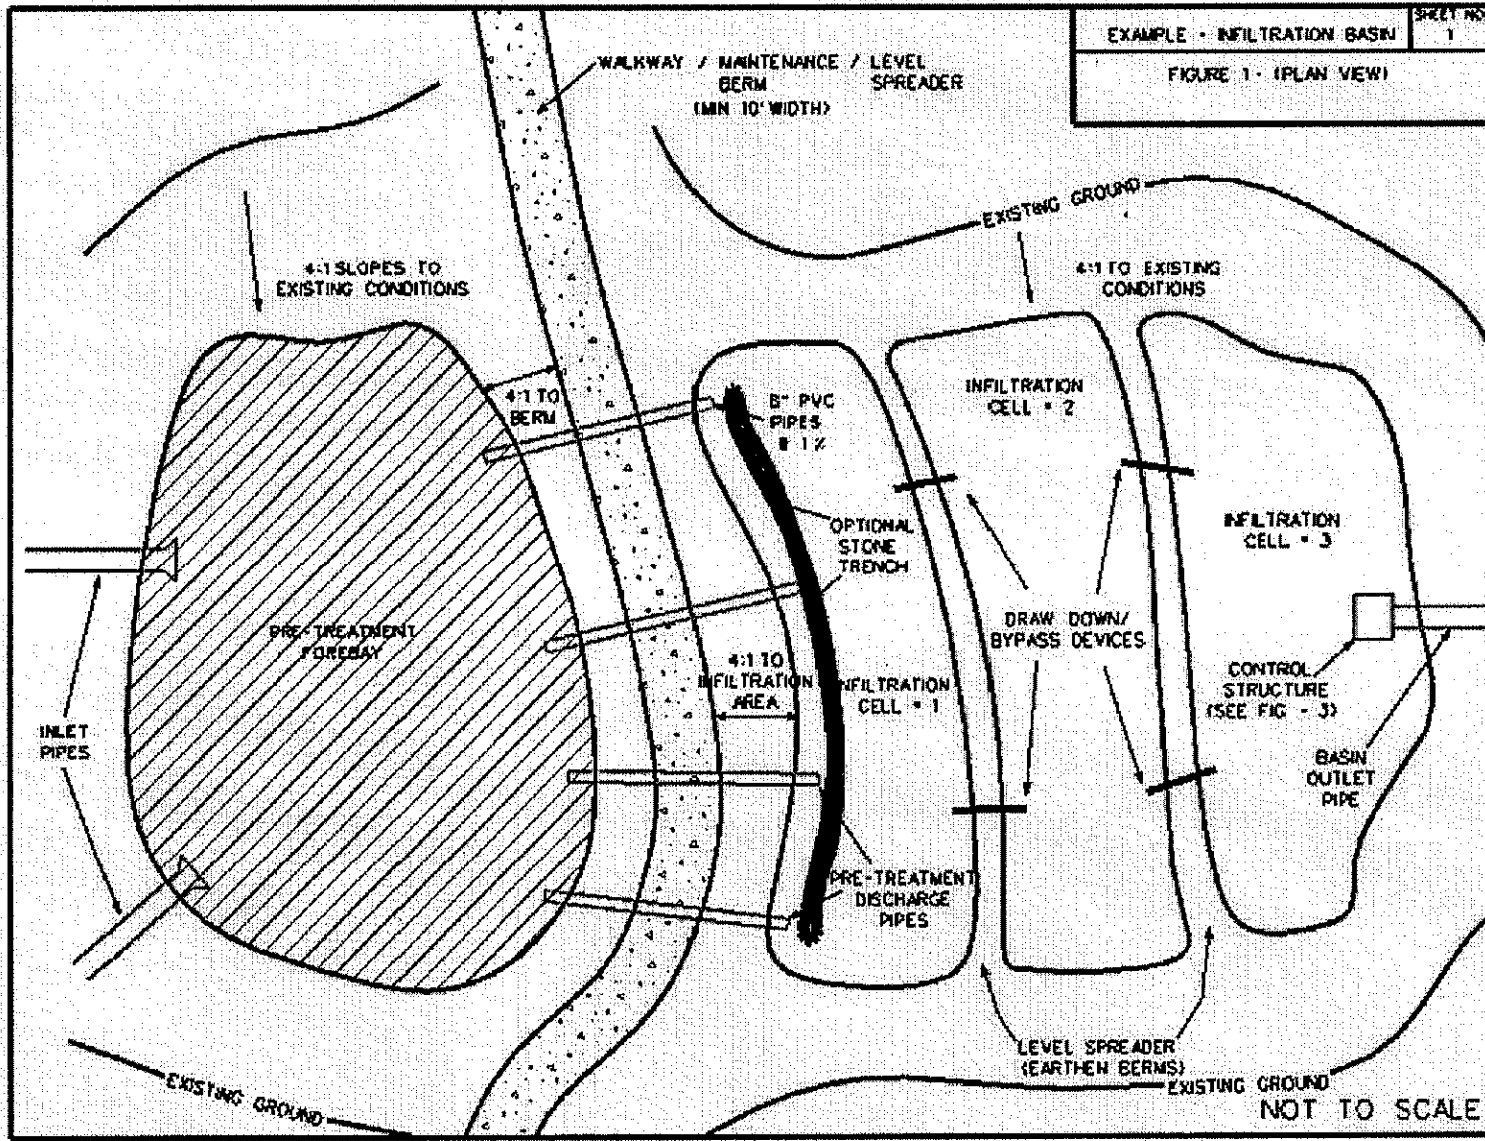 EXAMPLE - INFILTRATION BASIN
SHEET NO.
1
FIGURE 1 - (PLAN VIEW)
WALKWAY / MAINTENANCE / LEVEL
BERM SPREADER
(MIN 10' WIDTH)
EXISTING GROUND
4:1 SLOPES TO
EXISTING CONDITIONS
4:1 TO EXISTING
CONDITIONS
4:1 TO
BERM
8" PVC
PIPES
@ 1%
INFILTRATION
CELL # 2
OPTIONAL
STONE
TRENCH
INFILTRATION
CELL # 3
PRE-TREATMENT
FOREBAY
DRAW DOWN/
BYPASS DEVICES
4:1 TO
INFILTRATION
AREA
INFILTRATION
CELL # 1
CONTROL
STRUCTURE
(SEE FIG - 3)
INLET
PIPES
BASIN
OUTLET
PIPE
PRE-TREATMENT
DISCHARGE
PIPES
LEVEL SPREADER
(EARTHEN BERMS)
EXISTING GROUND
EXISTING GROUND
NOT TO SCALE